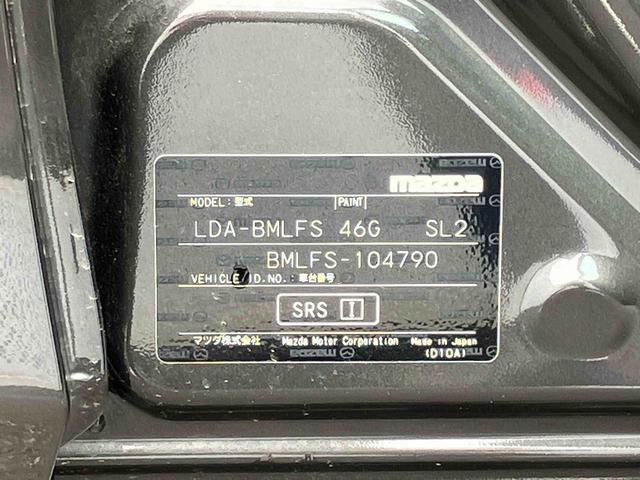 mazda
MODEL:型式 PAINT
LDA-BMLFS 46G SL2
BMLFS-104790
VEHICLE I.D.NO.:車台番号
SRS I
マツダ株式会社 Mazda Motor Corporation Made in Japan
(D10A)